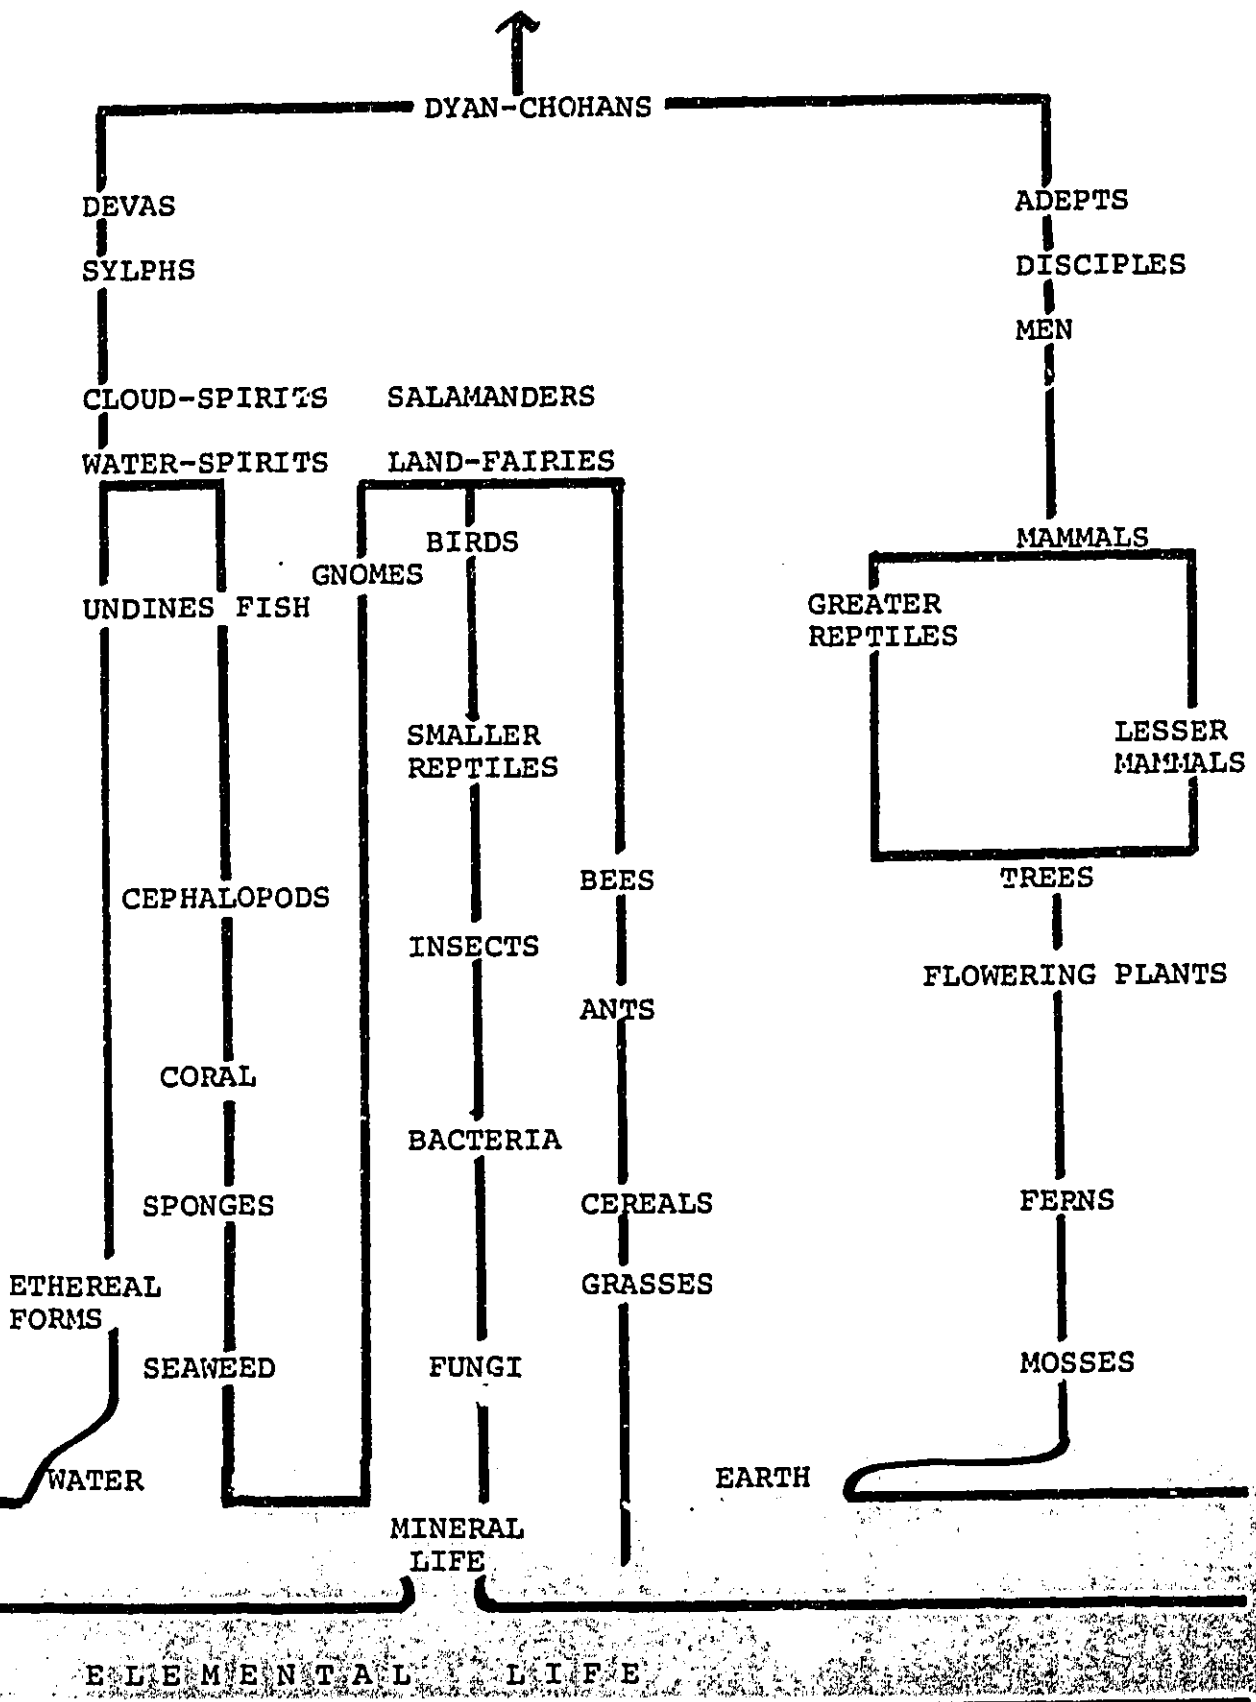 DYAN-CHOHANS
DEVAS
ADEPTS
SYLPHS
DISCIPLES
MEN
CLOUD-SPIRITS
SALAMANDERS
WATER-SPIRITS
LAND-FAIRIES
MAMMALS
BIRDS
GNOMES
UNDINES
FISH
GREATER
REPTILES
SMALLER
REPTILES
LESSER
MAMMALS
BEES
TREES
CEPHALOPODS
INSECTS
FLOWERING PLANTS
ANTS
CORAL
BACTERIA
SPONGES
CEREALS
FERNS
ETHEREAL
FORMS
GRASSES
SEAWEED
FUNGI
MOSSES
WATER
EARTH
MINERAL
LIFE
ELEMENTAL LIFE